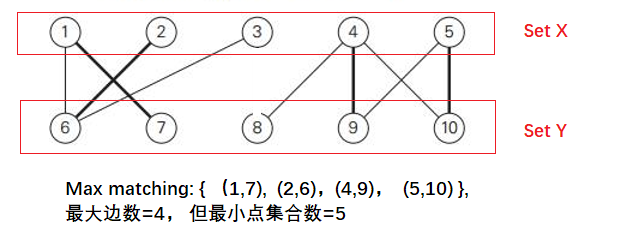 1 2 3 4 5 Set X
6 7 8 9 10 Set Y
Max matching: { （1,7), (2,6)，(4,9)， (5,10) },
最大边数=4， 但最小点集合数=5